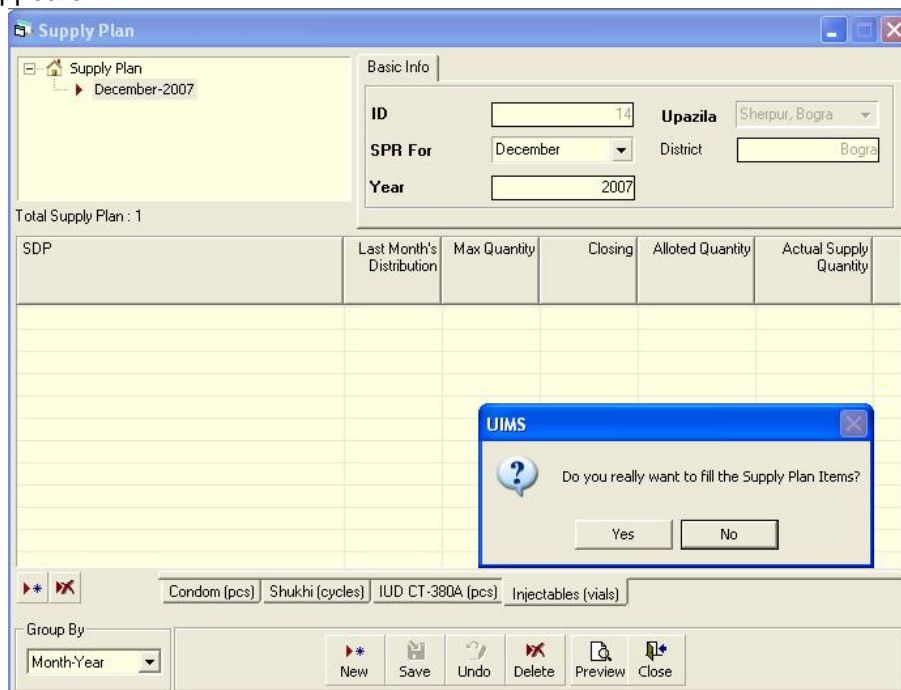 Supply Plan
Supply Plan
December-2007
Total Supply Plan : 1
Basic Info
ID 14 Upazila Sherpur, Bogra
SPR For December District Bogra
Year 2007
SDP Last Month's Distribution Max Quantity Closing Alloted Quantity Actual Supply Quantity
UIMS
Do you really want to fill the Supply Plan Items?
Yes No
Condom (pcs) Shukhi (cycles) IUD CT-380A (pcs) Injectables (vials)
Group By
Month-Year
New Save Undo Delete Preview Close